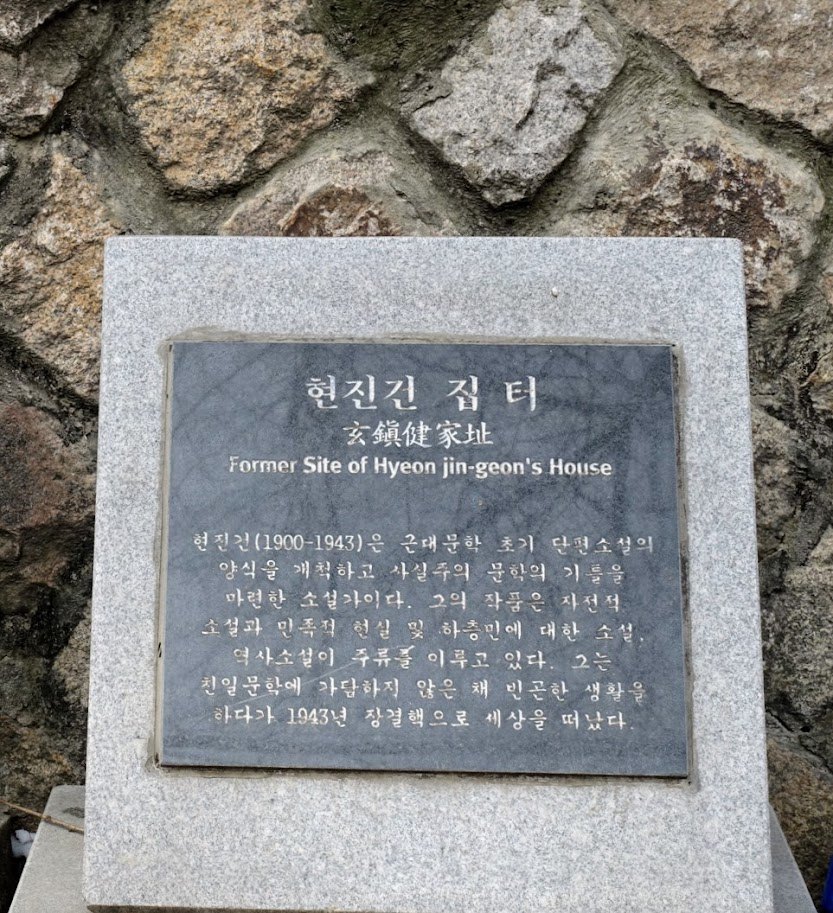 현진건 집 터
玄鎭健家址
Former Site of Hyeon jin-geon's House
현진건(1900-1943)은 근대문학 초기 단편소설의
양식을 개척하고 사실주의 문학의 기틀을
마련한 소설가이다. 그의 작품은 자전적
소설과 민족적 현실 및 하층민에 대한 소설,
역사소설이 주류를 이루고 있다. 그는
친일문학에 가담하지 않은 채 빈곤한 생활을
하다가 1943년 장결핵으로 세상을 떠났다.